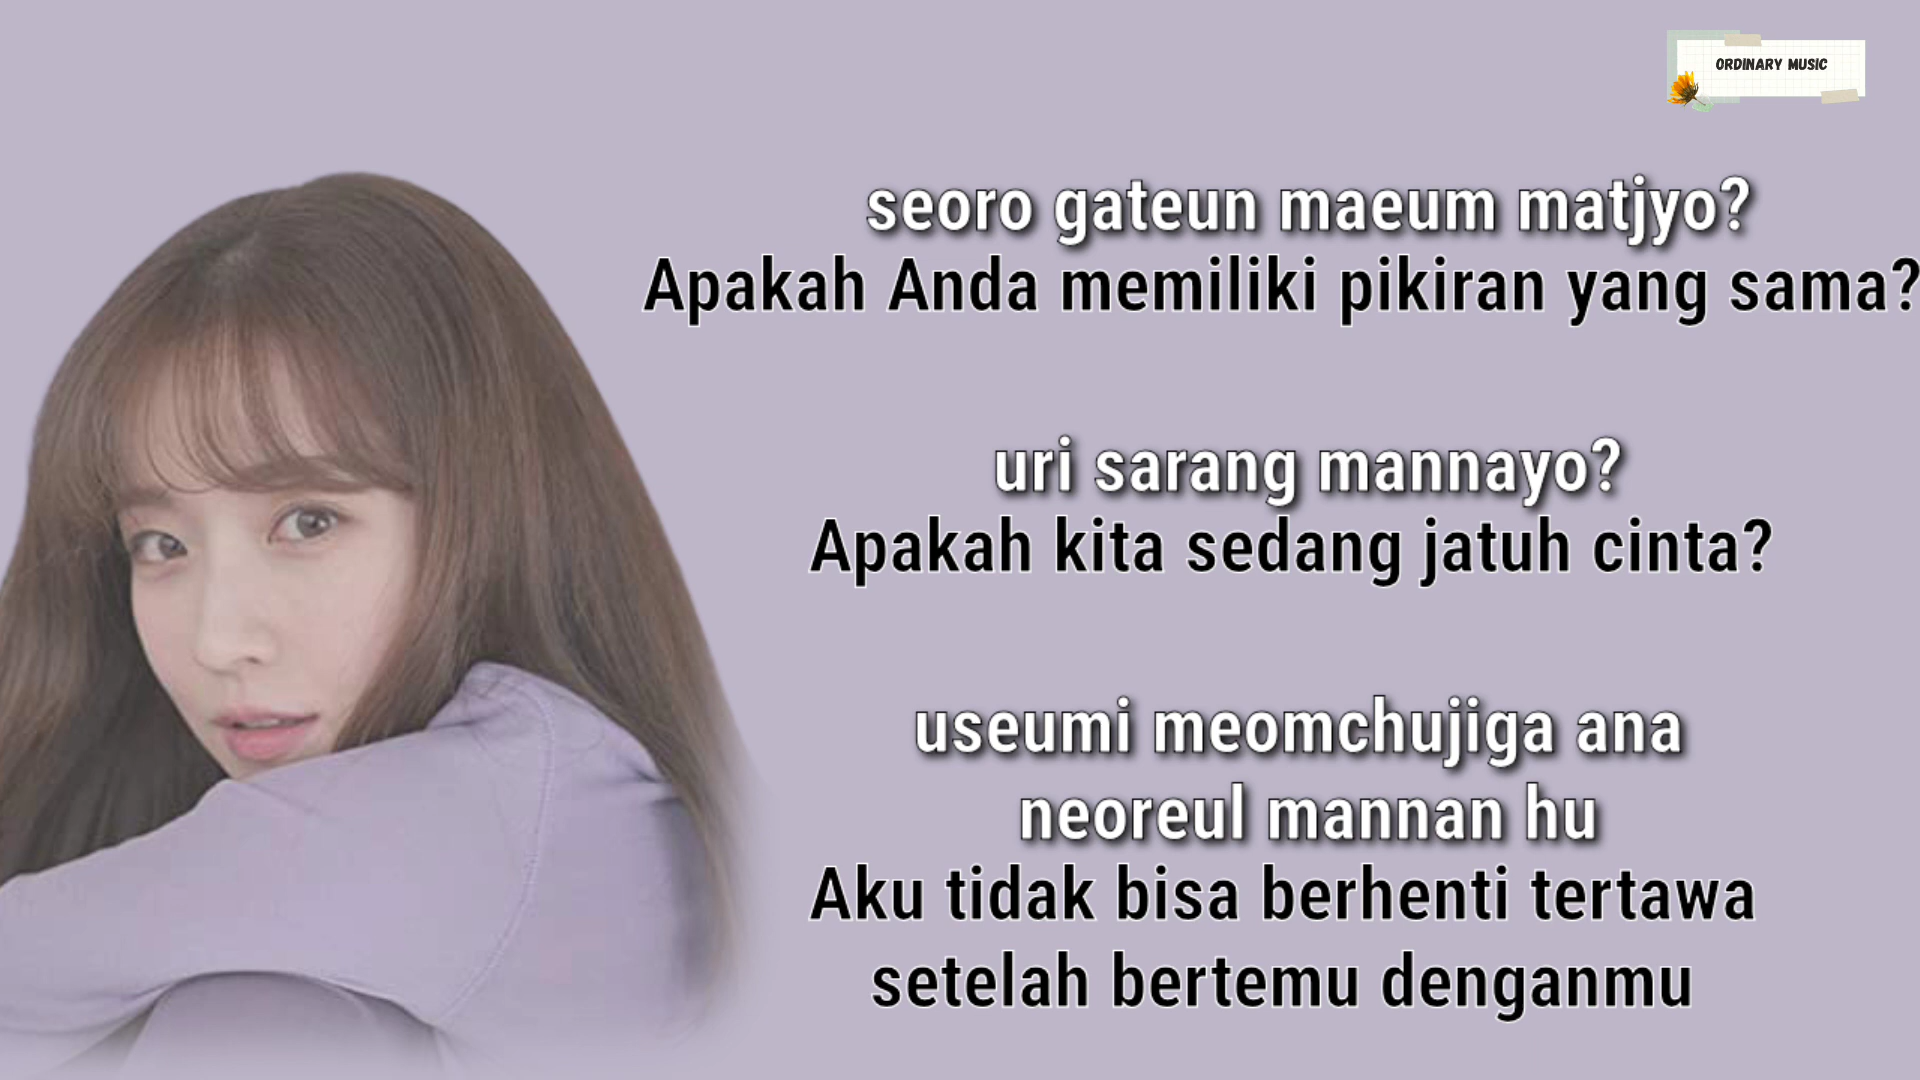 ORDINARY MUSIC
seoro gateun maeum matjyo?
Apakah Anda memiliki pikiran yang sama?
uri sarang mannayo?
Apakah kita sedang jatuh cinta?
useumi meomchujiga ana
neoreul mannan hu
Aku tidak bisa berhenti tertawa
setelah bertemu denganmu